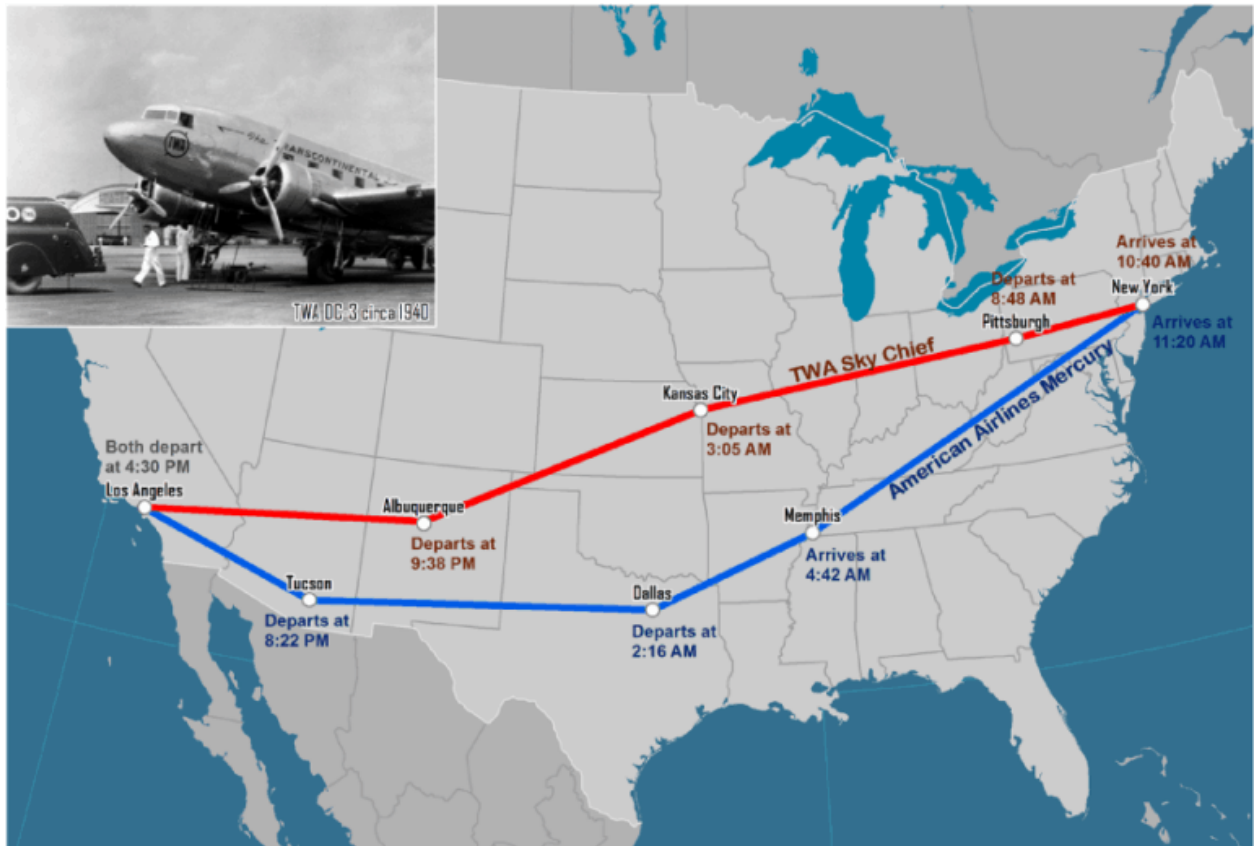 TWA
TRANSCONTINENTAL
TWA DC-3 circa 1940
Arrives at
10:40 AM
New York
Departs at
8:48 AM
Pittsburgh
Arrives at
11:20 AM
TWA Sky Chief
American Airlines Mercury
Kansas City
Departs at
3:05 AM
Both depart
at 4:30 PM
Los Angeles
Albuquerque
Departs at
9:38 PM
Memphis
Arrives at
4:42 AM
Tucson
Departs at
8:22 PM
Dallas
Departs at
2:16 AM